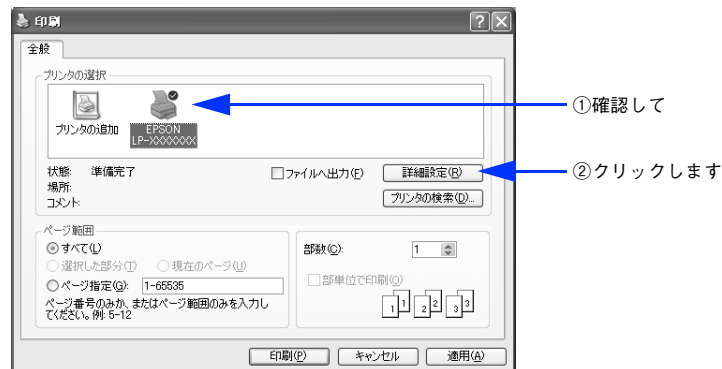 印刷
全般
プリンタの選択
プリンタの追加
EPSON
LP-XXXXXXX
①確認して
状態: 準備完了
場所:
コメント:
ファイルへ出力(F)
詳細設定(R)
②クリックします
プリンタの検索(D)...
ページ範囲
すべて(L)
選択した部分(T) 現在のページ(U)
ページ指定(G): 1-65535
ページ番号のみか、またはページ範囲のみを入力し
てください。例: 5-12
部数(C): 1
部単位で印刷(O)
1 1 2 2 3 3
印刷(P) キャンセル 適用(A)